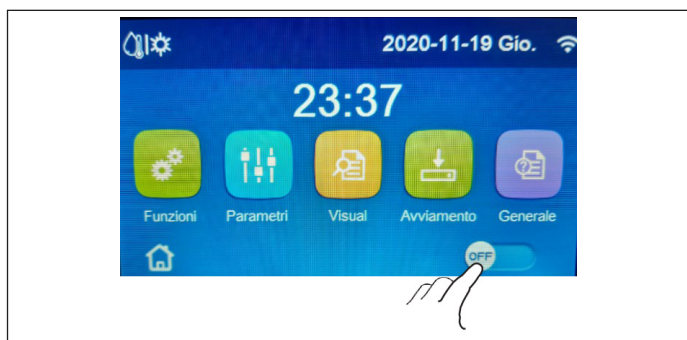 2020-11-19 Gio.
23:37
Funzioni Parametri Visual Avviamento Generale
OFF